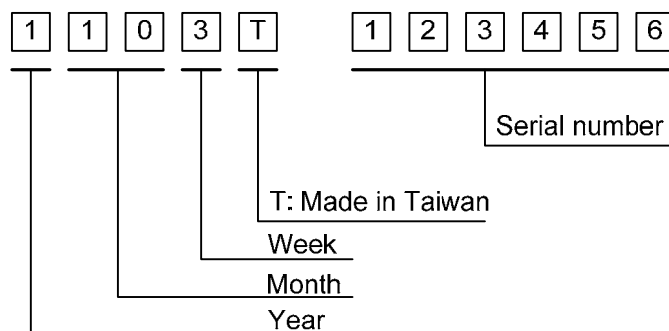 1 1 0 3 T 1 2 3 4 5 6
Serial number
T: Made in Taiwan
Week
Month
Year